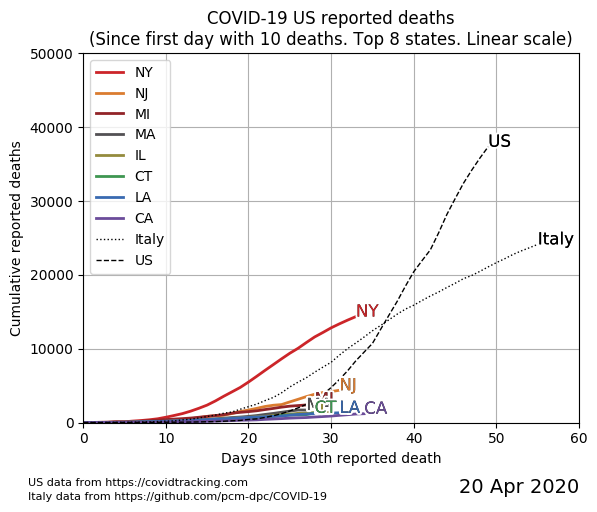 COVID-19 US reported deaths
(Since first day with 10 deaths. Top 8 states. Linear scale)
Cumulative reported deaths
50000
40000
30000
20000
10000
0
NY
NJ
MI
MA
IL
CT
LA
CA
Italy
US
US
Italy
NY
NJ
CT
LA
CA
0 10 20 30 40 50 60
Days since 10th reported death
US data from https://covidtracking.com
Italy data from https://github.com/pcm-dpc/COVID-19
20 Apr 2020